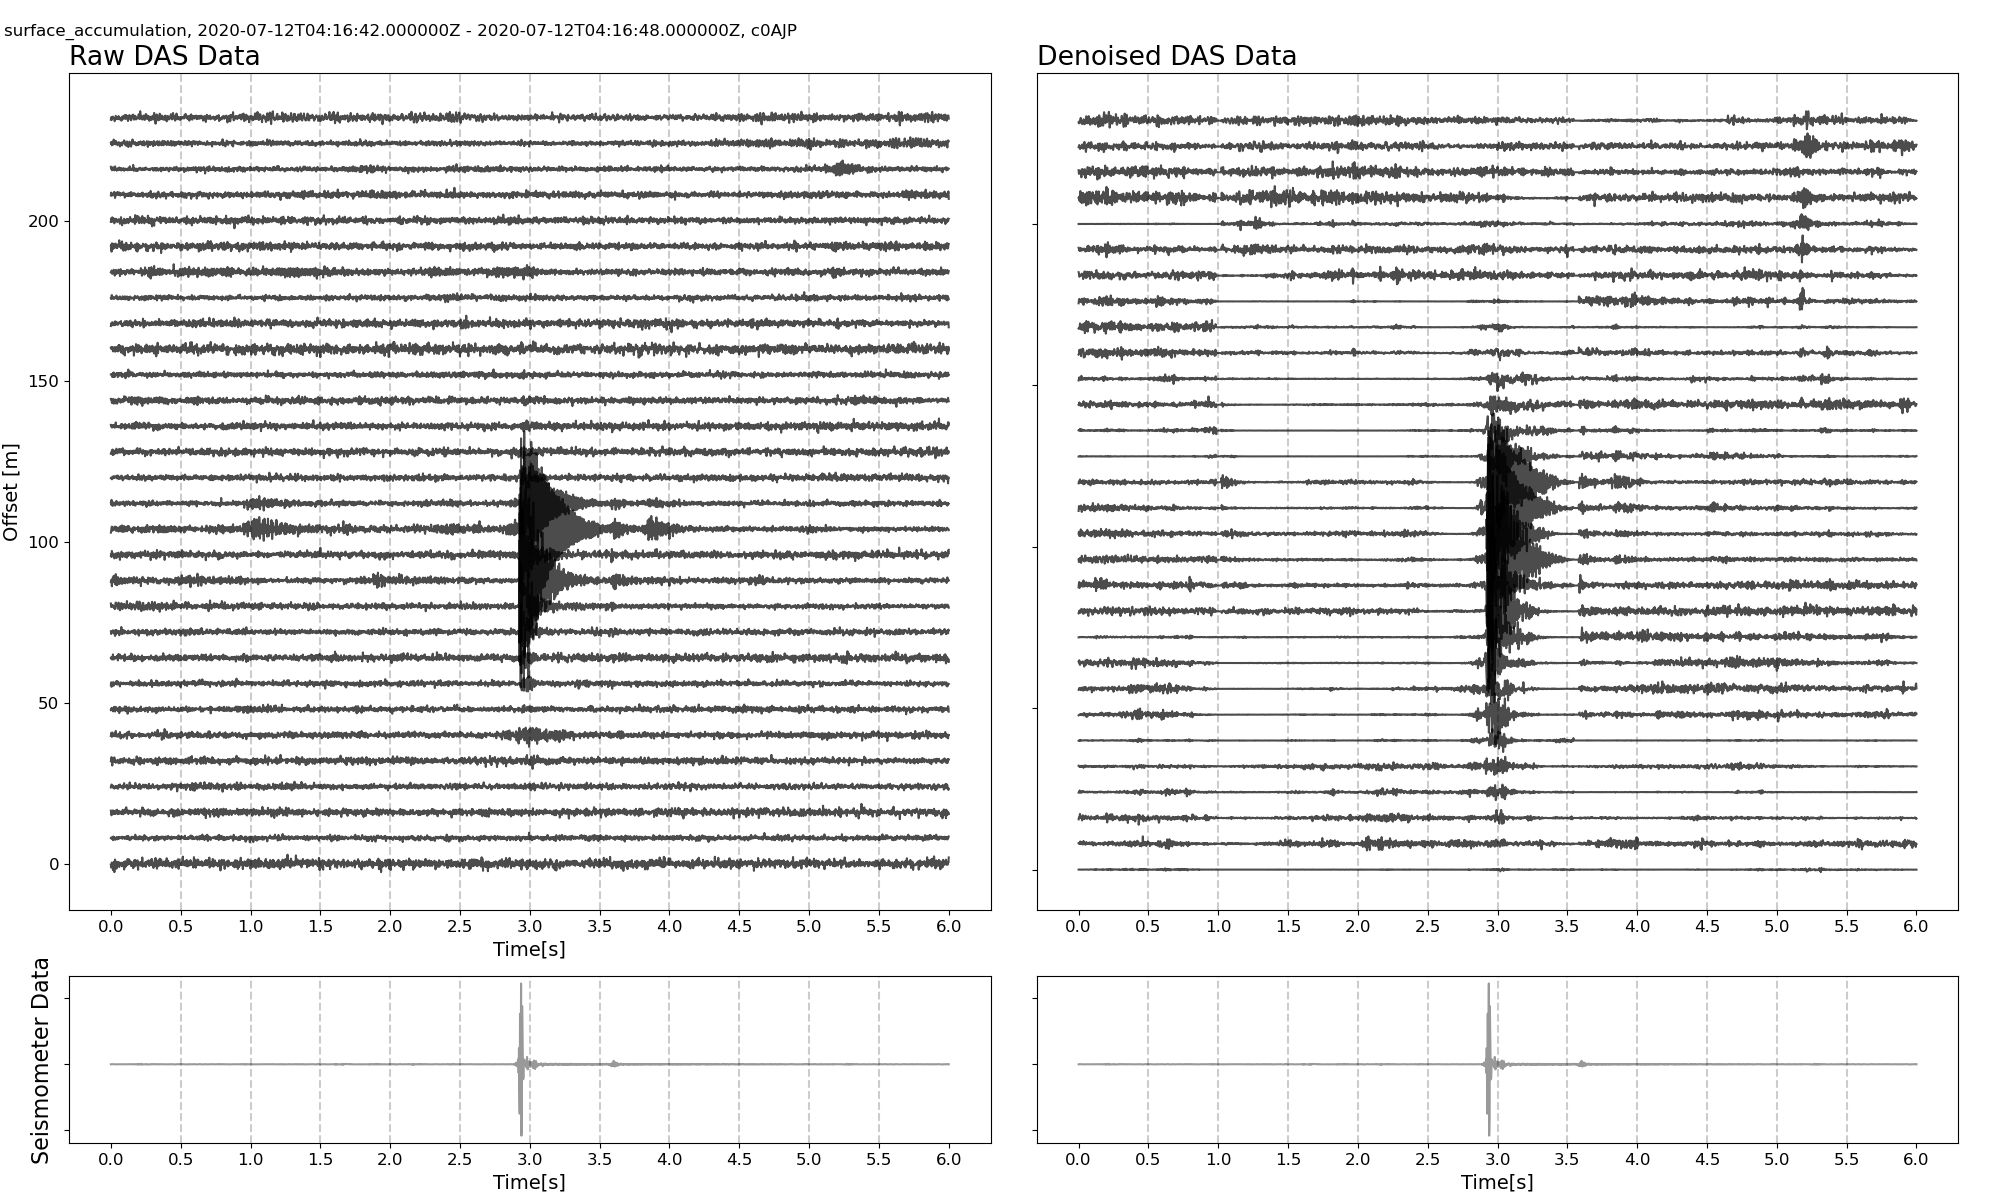 surface_accumulation, 2020-07-12T04:16:42.000000Z - 2020-07-12T04:16:48.000000Z, c0AJP
Raw DAS Data
Denoised DAS Data
Offset [m]
200
150
100
50
0
0.0 0.5 1.0 1.5 2.0 2.5 3.0 3.5 4.0 4.5 5.0 5.5 6.0
Time[s]
0.0 0.5 1.0 1.5 2.0 2.5 3.0 3.5 4.0 4.5 5.0 5.5 6.0
Seismometer Data
0.0 0.5 1.0 1.5 2.0 2.5 3.0 3.5 4.0 4.5 5.0 5.5 6.0
Time[s]
0.0 0.5 1.0 1.5 2.0 2.5 3.0 3.5 4.0 4.5 5.0 5.5 6.0
Time[s]